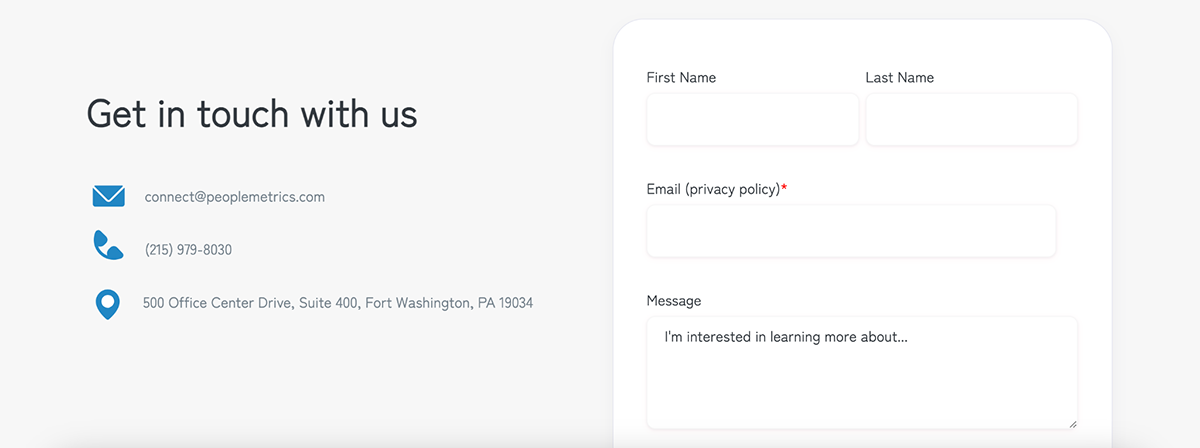 Get in touch with us
connect@peoplemetrics.com
(215) 979-8030
500 Office Center Drive, Suite 400, Fort Washington, PA 19034
First Name
Last Name
Email (privacy policy)*
Message
I'm interested in learning more about...